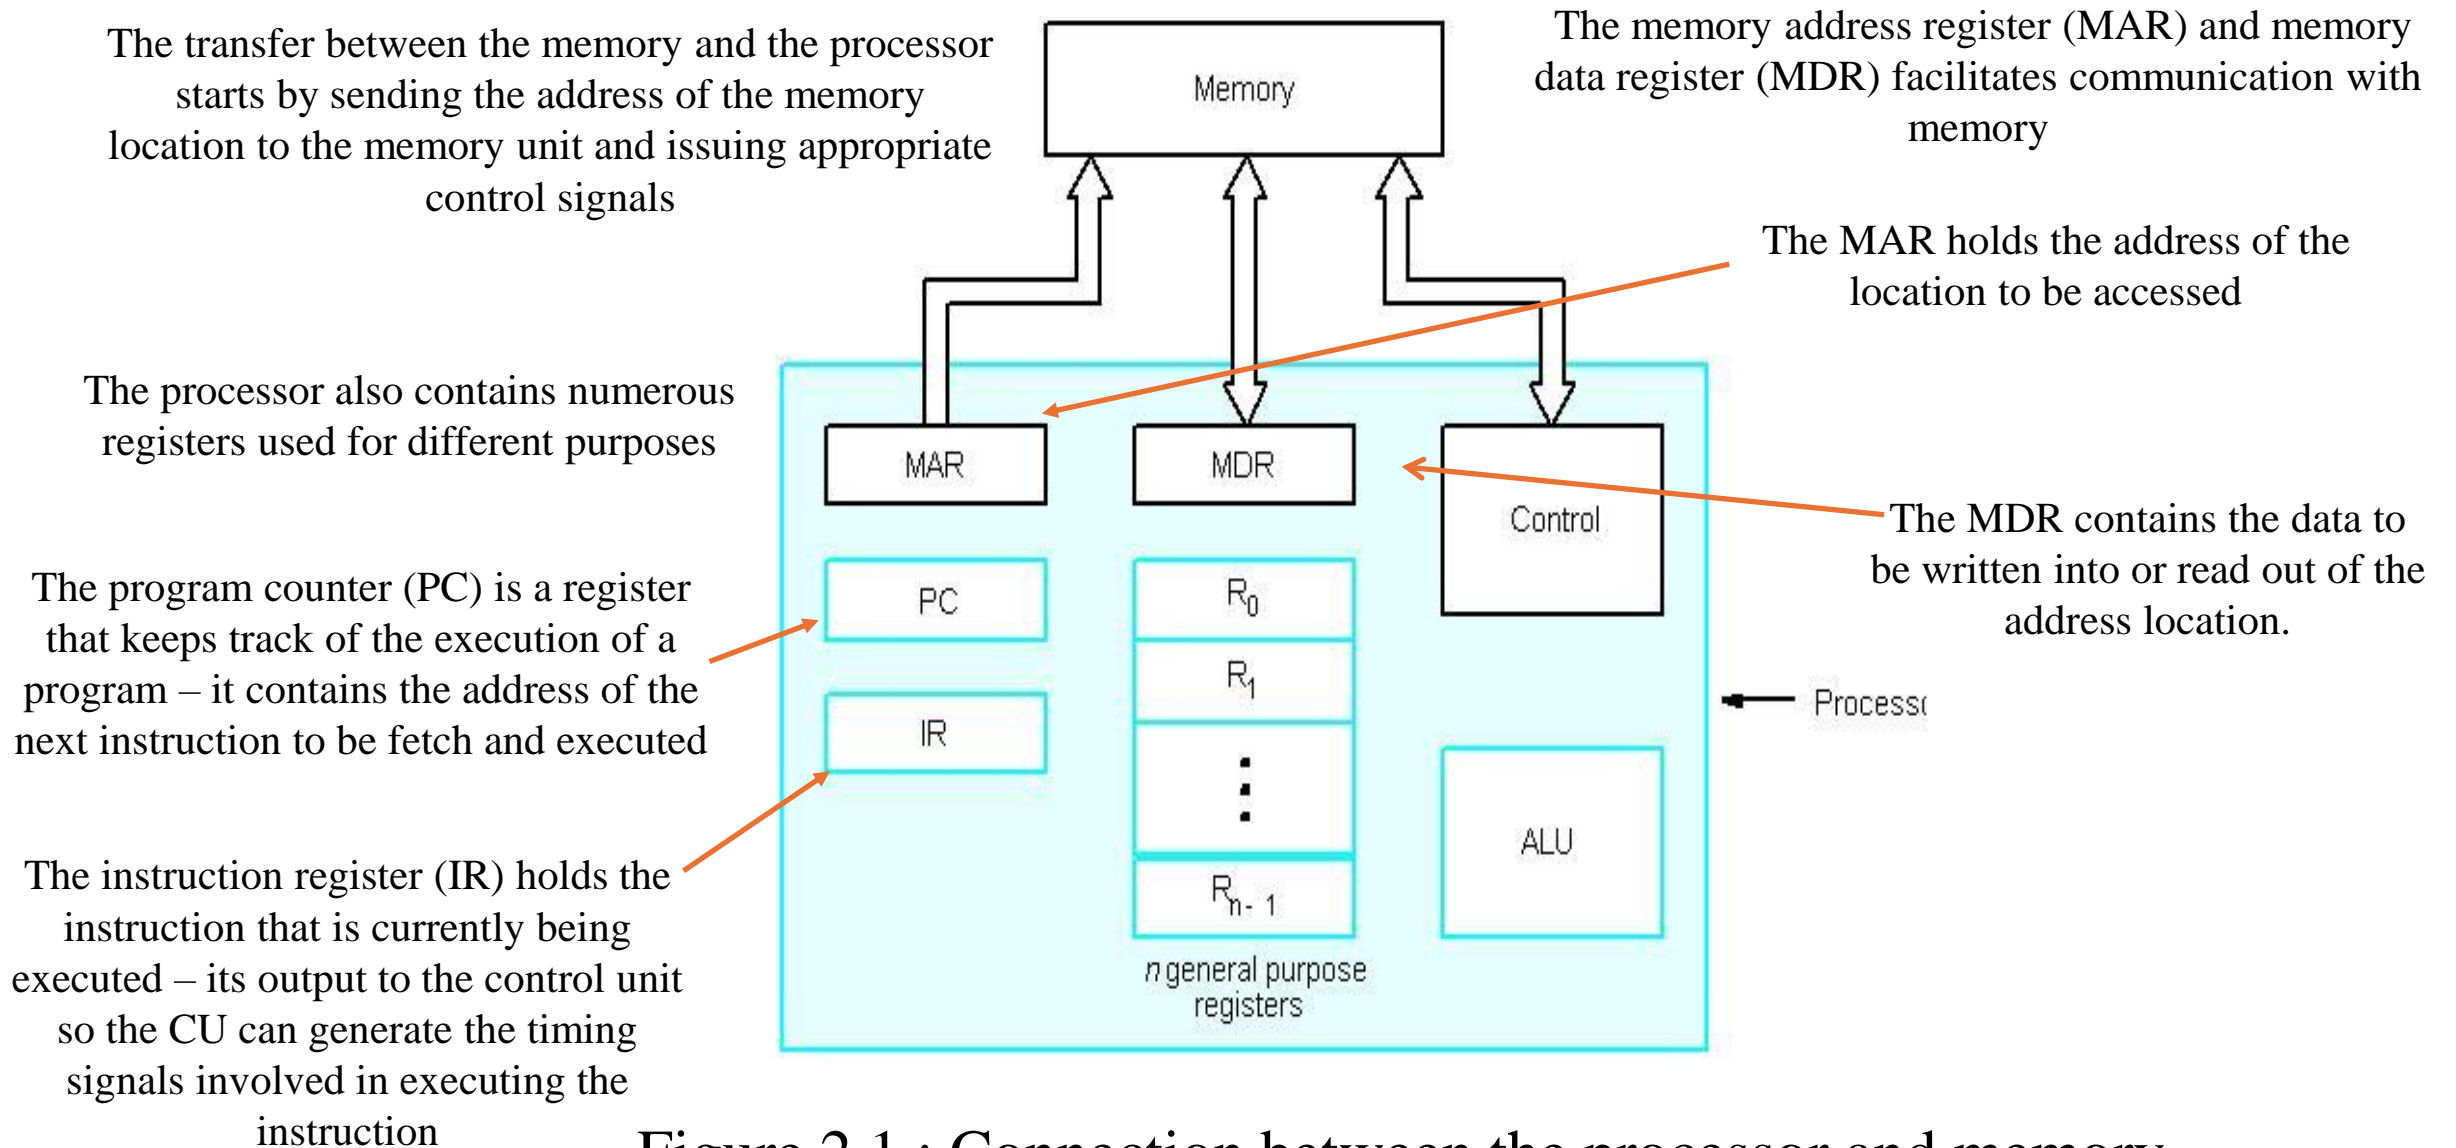 The transfer between the memory and the processor
starts by sending the address of the memory
location to the memory unit and issuing appropriate
control signals
Memory
The memory address register (MAR) and memory
data register (MDR) facilitates communication with
memory
The MAR holds the address of the
location to be accessed
The processor also contains numerous
registers used for different purposes
MAR
MDR
Control
The MDR contains the data to
be written into or read out of the
address location.
The program counter (PC) is a register
that keeps track of the execution of a
program – it contains the address of the
next instruction to be fetch and executed
PC
R0
R1
IR
Rn- 1
ALU
n general purpose
registers
The instruction register (IR) holds the
instruction that is currently being
executed – its output to the control unit
so the CU can generate the timing
signals involved in executing the
instruction
Connection between the processor and memory